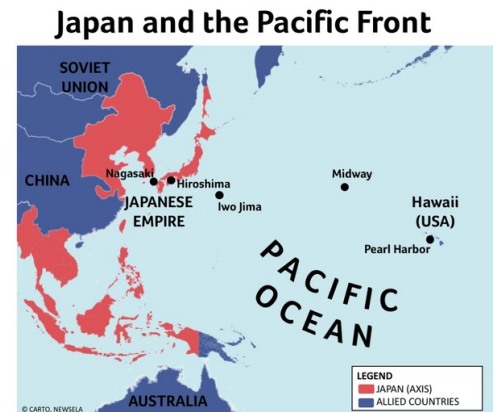 Japan and the Pacific Front
SOVIET
UNION
CHINA
Nagasaki
Hiroshima
JAPANESE
EMPIRE
Iwo Jima
Midway
Hawaii
(USA)
Pearl Harbor
PACIFIC
OCEAN
AUSTRALIA
LEGEND
JAPAN (AXIS)
ALLIED COUNTRIES
© CARTO, NEWSELA